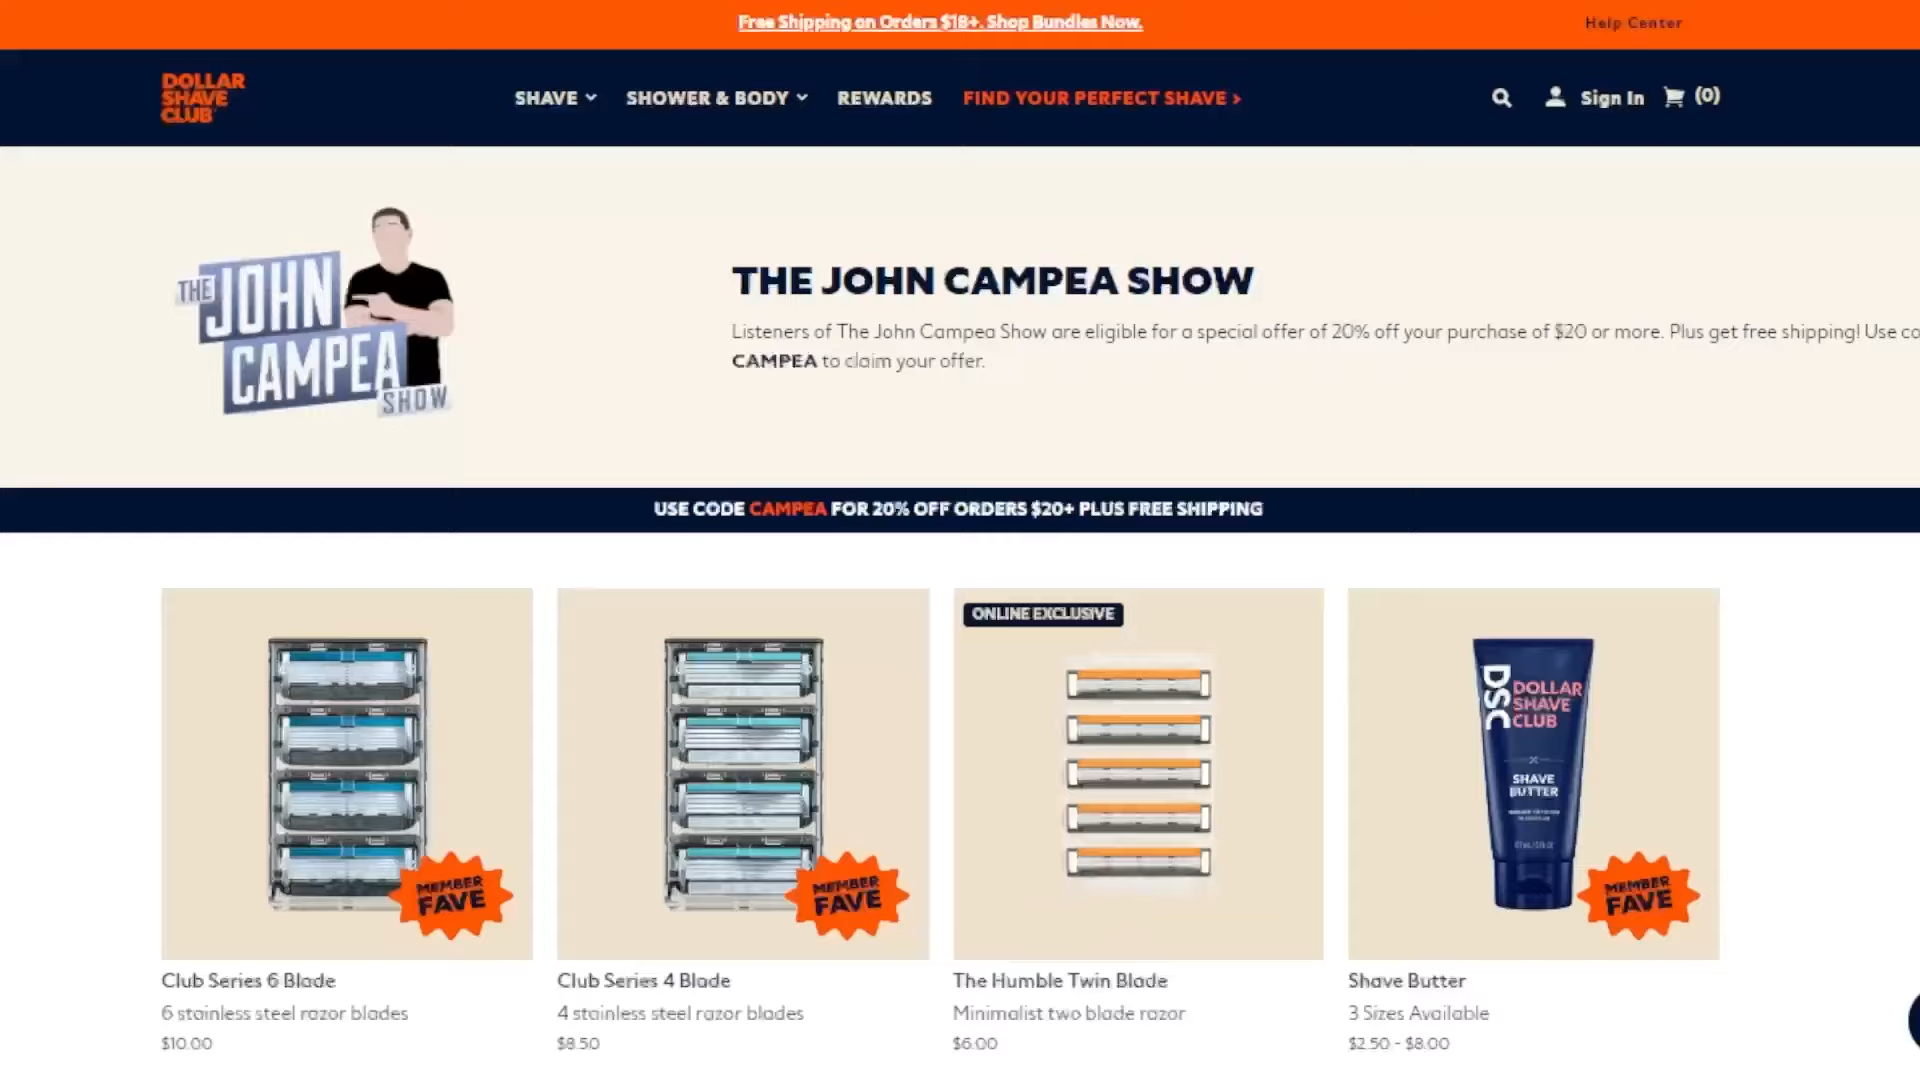 Free Shipping on Orders $18+. Shop Bundles Now.
Help Center
DOLLAR
SHAVE
CLUB
SHAVE
SHOWER & BODY
REWARDS
FIND YOUR PERFECT SHAVE >
Sign In
(0)
THE
JOHN
CAMPEA
SHOW
THE JOHN CAMPEA SHOW
Listeners of The John Campea Show are eligible for a special offer of 20% off your purchase of $20 or more. Plus get free shipping! Use co
CAMPEA to claim your offer.
USE CODE CAMPEA FOR 20% OFF ORDERS $20+ PLUS FREE SHIPPING
MEMBER
FAVE
MEMBER
FAVE
ONLINE EXCLUSIVE
DSC
DOLLAR
SHAVE
CLUB
SHAVE
BUTTER
MEMBER
FAVE
Club Series 6 Blade
6 stainless steel razor blades
$10.00
Club Series 4 Blade
4 stainless steel razor blades
$8.50
The Humble Twin Blade
Minimalist two blade razor
$6.00
Shave Butter
3 Sizes Available
$2.50 - $8.00